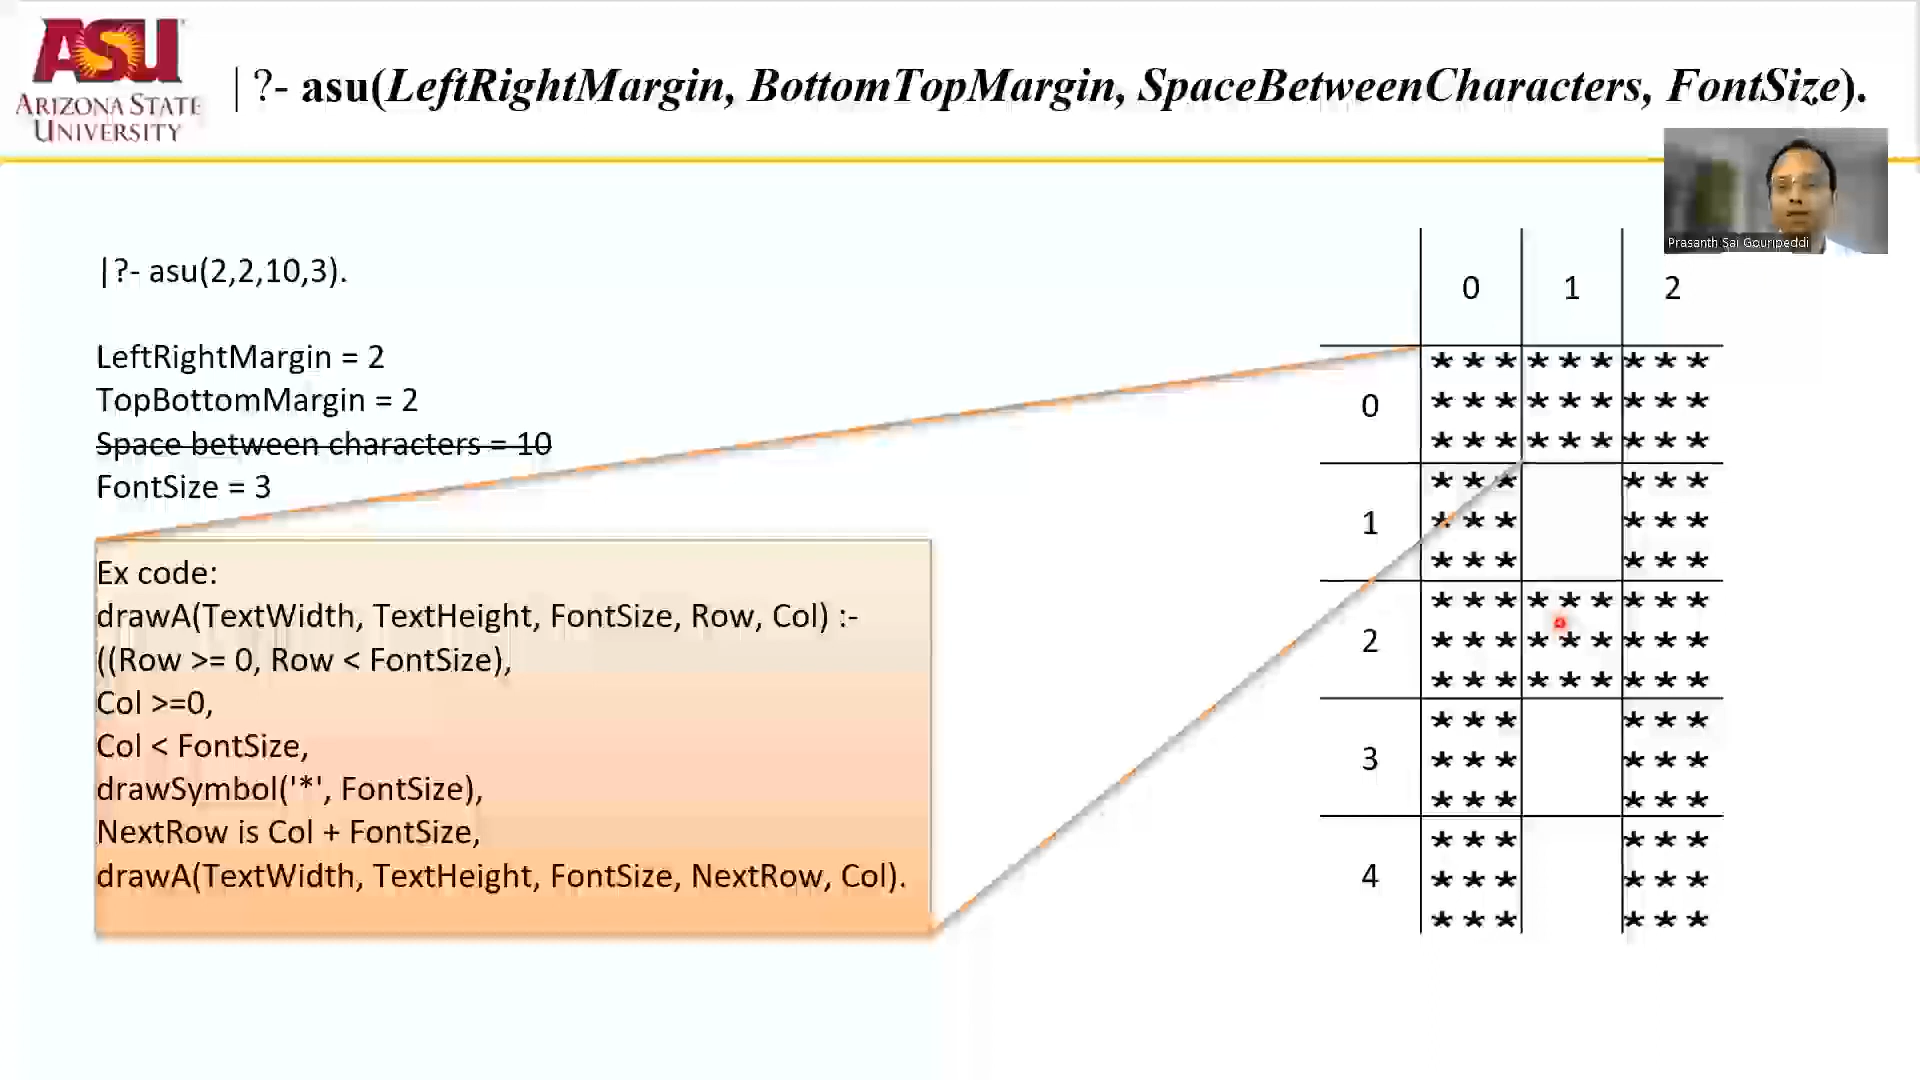 ASU
ARIZONA STATE
UNIVERSITY
| ?- asu(LeftRightMargin, BottomTopMargin, SpaceBetweenCharacters, FontSize).
Prasanth Sai Gouripeddi
|?- asu(2,2,10,3).
LeftRightMargin = 2
TopBottomMargin = 2
Space between characters = 10
FontSize = 3
Ex code:
drawA(TextWidth, TextHeight, FontSize, Row, Col) :-
((Row >= 0, Row < FontSize),
Col >=0,
Col < FontSize,
drawSymbol('*', FontSize),
NextRow is Col + FontSize,
drawA(TextWidth, TextHeight, FontSize, NextRow, Col).
0 1 2
* * * * * * * * *
0 * * * * * * * * *
* * * * * * * * *
* * * * * *
1 * * * * * *
* * * * * *
* * * * * * * * *
2 * * * * * * * * *
* * * * * * * * *
* * * * * *
3 * * * * * *
* * * * * *
* * * * * *
4 * * * * * *
* * * * * *